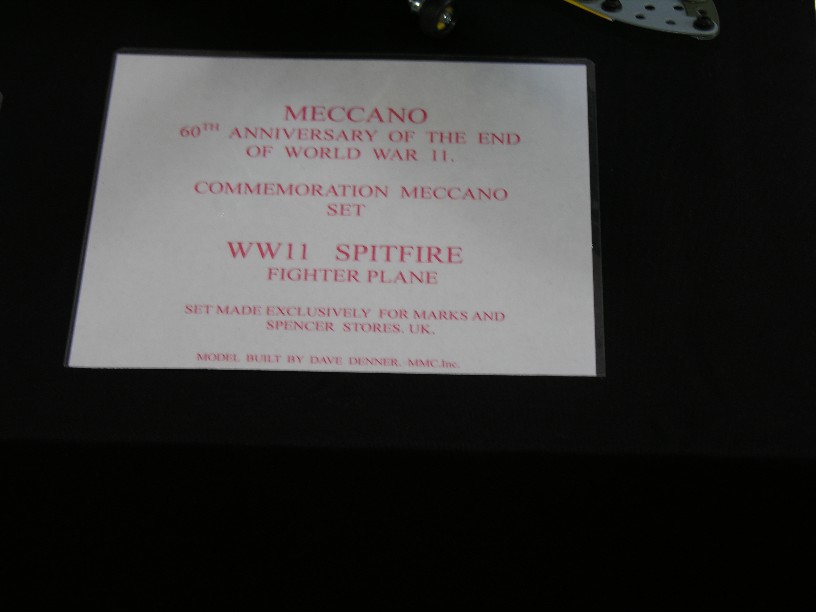 MECCANO
60TH ANNIVERSARY OF THE END
OF WORLD WAR 11.
COMMEMORATION MECCANO
SET
WW11 SPITFIRE
FIGHTER PLANE
SET MADE EXCLUSIVELY FOR MARKS AND
SPENCER STORES. UK.
MODEL BUILT BY DAVE DENNER.-MMC.Inc.